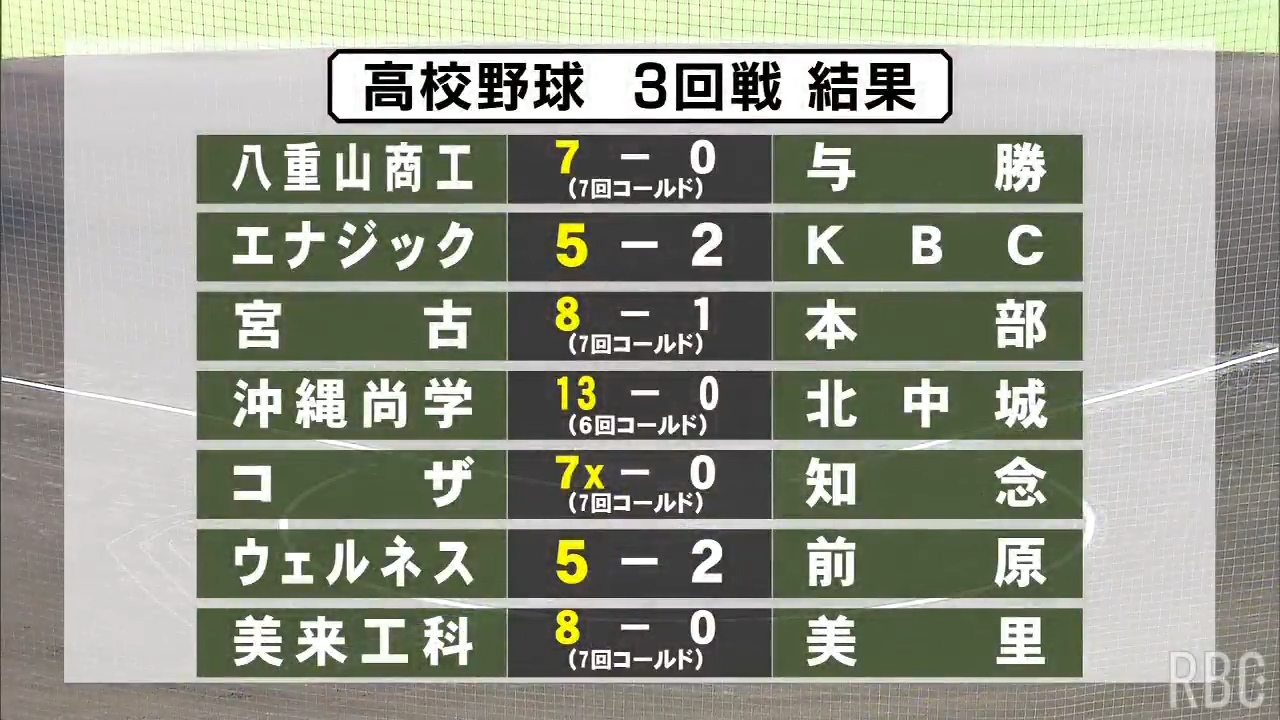 高校野球 3回戦 結果
八重山商工 7 － 0 与勝
(7回コールド)
エナジック 5 － 2 KBC
宮古 8 － 1 本部
(7回コールド)
沖縄尚学 13 － 0 北中城
(6回コールド)
コザ 7x － 0 知念
(7回コールド)
ウェルネス 5 － 2 前原
美来工科 8 － 0 美里
(7回コールド)
RBC